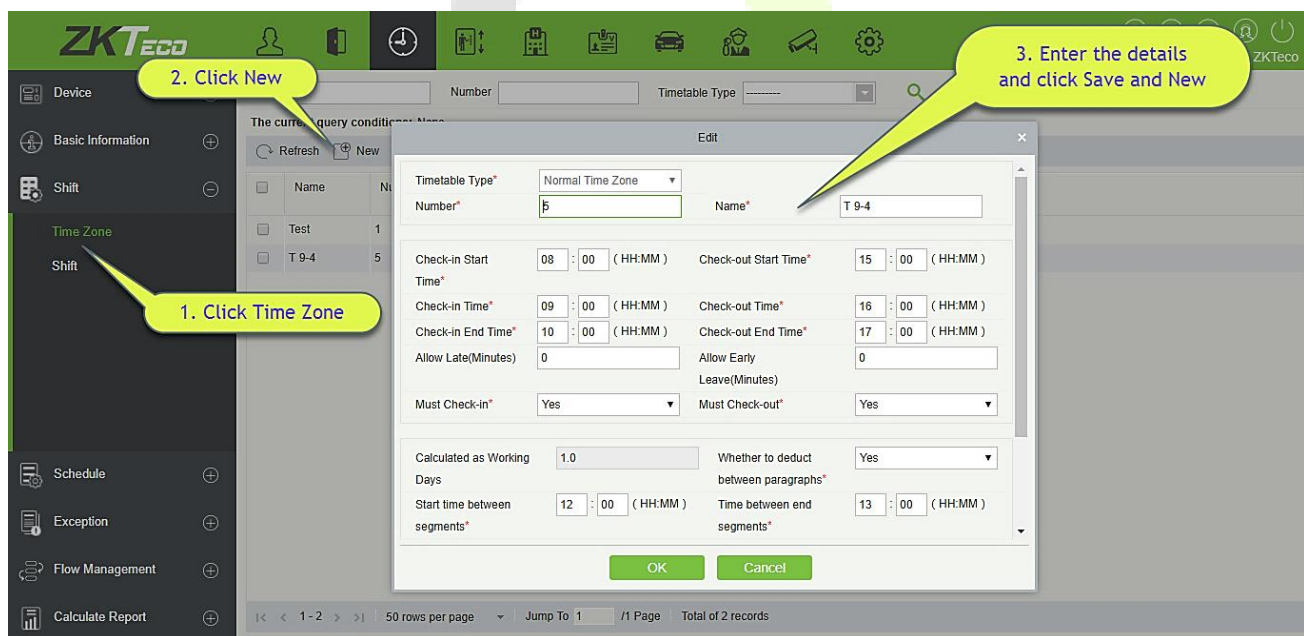 ZKTeco
ZKTeco
2. Click New
3. Enter the details
and click Save and New
Device
Number
Timetable Type ---------
The current query conditions: None
Basic Information
Refresh New
Edit
Shift
Name
Timetable Type* Normal Time Zone
Number* 5 Name* T 9-4
Time Zone
Test 1
Shift
T 9-4 5
Check-in Start
Time* 08 : 00 ( HH:MM ) Check-out Start Time* 15 : 00 ( HH:MM )
1. Click Time Zone
Check-in Time* 09 : 00 ( HH:MM ) Check-out Time* 16 : 00 ( HH:MM )
Check-in End Time* 10 : 00 ( HH:MM ) Check-out End Time* 17 : 00 ( HH:MM )
Allow Late(Minutes) 0 Allow Early
Leave(Minutes) 0
Must Check-in* Yes Must Check-out* Yes
Calculated as Working
Days 1.0 Whether to deduct
between paragraphs* Yes
Start time between
segments* 12 : 00 ( HH:MM ) Time between end
segments* 13 : 00 ( HH:MM )
OK Cancel
Schedule
Exception
Flow Management
Calculate Report
1 - 2 50 rows per page Jump To 1 /1 Page Total of 2 records